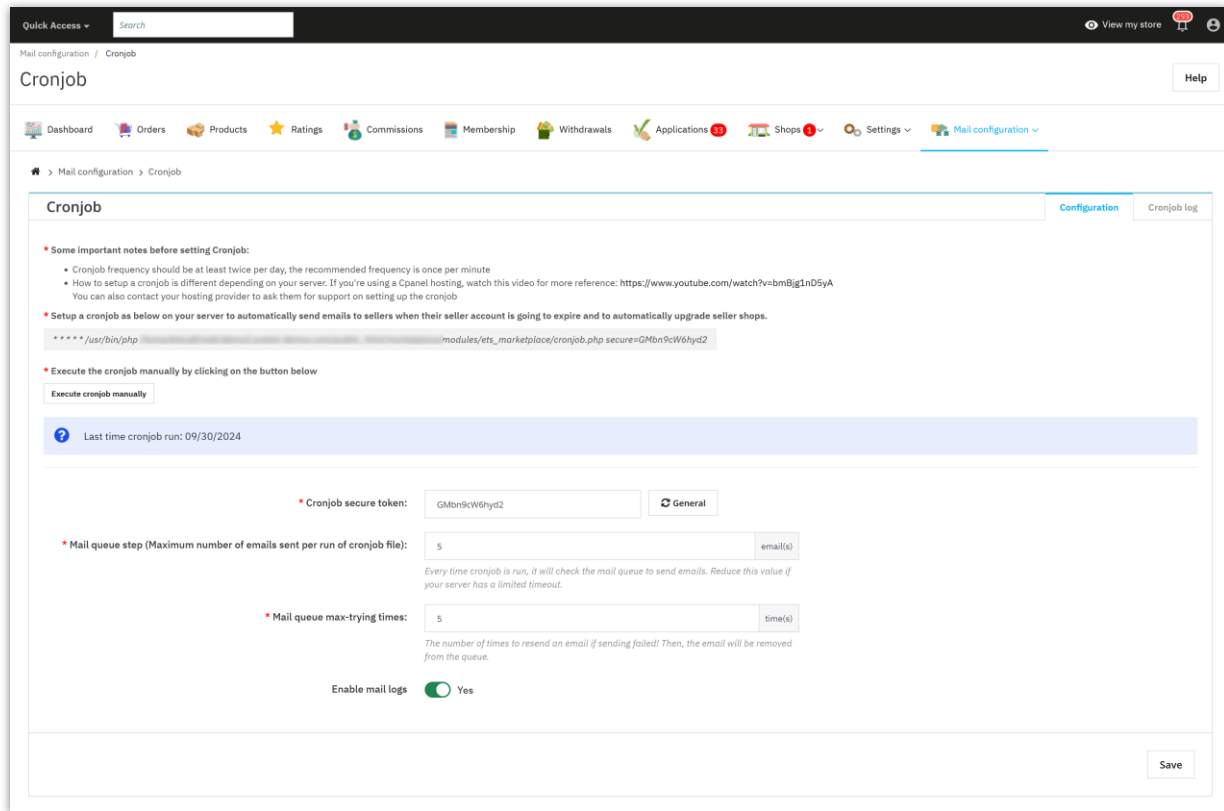 Quick Access
Search
View my store
293
Mail configuration / Cronjob
Cronjob
Help
Dashboard
Orders
Products
Ratings
Commissions
Membership
Withdrawals
Applications 33
Shops 1
Settings
Mail configuration
> Mail configuration > Cronjob
Cronjob
Configuration
Cronjob log
* Some important notes before setting Cronjob:
• Cronjob frequency should be at least twice per day, the recommended frequency is once per minute
• How to setup a cronjob is different depending on your server. If you're using a Cpanel hosting, watch this video for more reference: https://www.youtube.com/watch?v=bmBjg1nD5yA
You can also contact your hosting provider to ask them for support on setting up the cronjob
* Setup a cronjob as below on your server to automatically send emails to sellers when their seller account is going to expire and to automatically upgrade seller shops.
* * * * * /usr/bin/php modules/ets_marketplace/cronjob.php secure=GMbn9cW6hyd2
* Execute the cronjob manually by clicking on the button below
Execute cronjob manually
? Last time cronjob run: 09/30/2024
* Cronjob secure token:
GMbn9cW6hyd2
General
* Mail queue step (Maximum number of emails sent per run of cronjob file):
5
email(s)
Every time cronjob is run, it will check the mail queue to send emails. Reduce this value if
your server has a limited timeout.
* Mail queue max-trying times:
5
time(s)
The number of times to resend an email if sending failed! Then, the email will be removed
from the queue.
Enable mail logs
Yes
Save